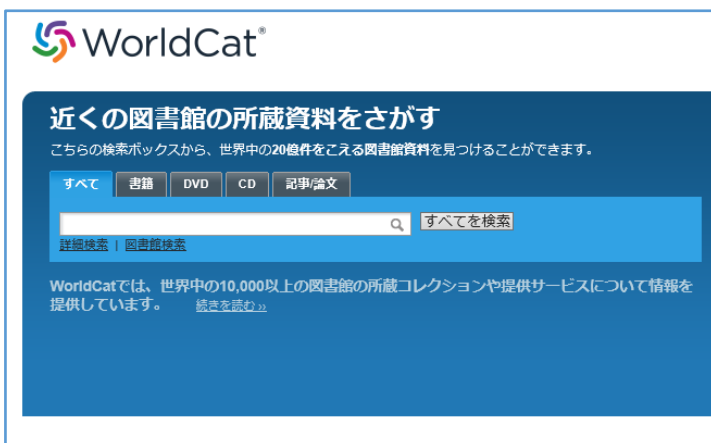 WorldCat®
近くの図書館の所蔵資料をさがす
こちらの検索ボックスから、世界中の20億件をこえる図書館資料を見つけることができます。
すべて 書籍 DVD CD 記事/論文
すべてを検索
詳細検索 | 図書館検索
WorldCatでは、世界中の10,000以上の図書館の所蔵コレクションや提供サービスについて情報を
提供しています。 続きを読む »